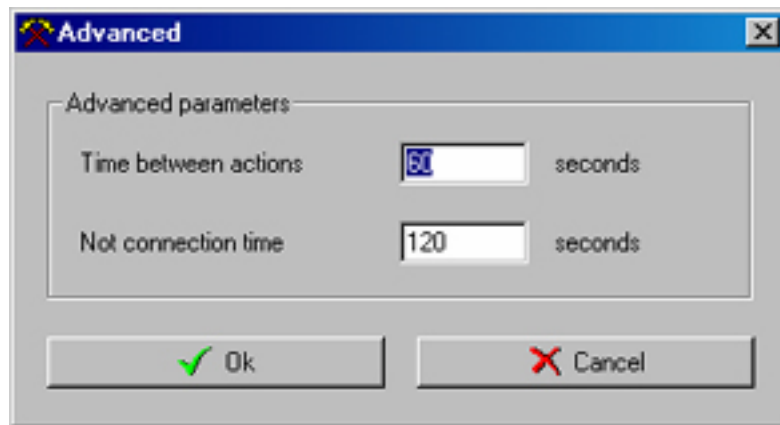 Advanced
Advanced parameters
Time between actions 60 seconds
Not connection time 120 seconds
Ok Cancel